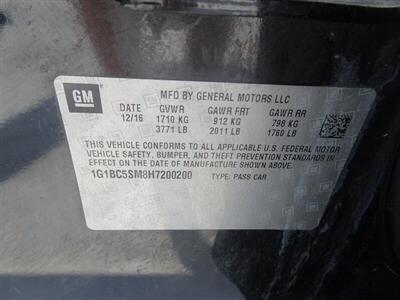 GM
MFD BY GENERAL MOTORS LLC
DATE GVWR GAWR FRT GAWR RR
12/16 1710 KG 912 KG 798 KG
3771 LB 2011 LB 1760 LB
THIS VEHICLE CONFORMS TO ALL APPLICABLE U.S. FEDERAL MOTOR
VEHICLE SAFETY, BUMPER, AND THEFT PREVENTION STANDARDS IN
EFFECT ON THE DATE OF MANUFACTURE SHOWN ABOVE.
1G1BC5SM8H7200200 TYPE: PASS CAR